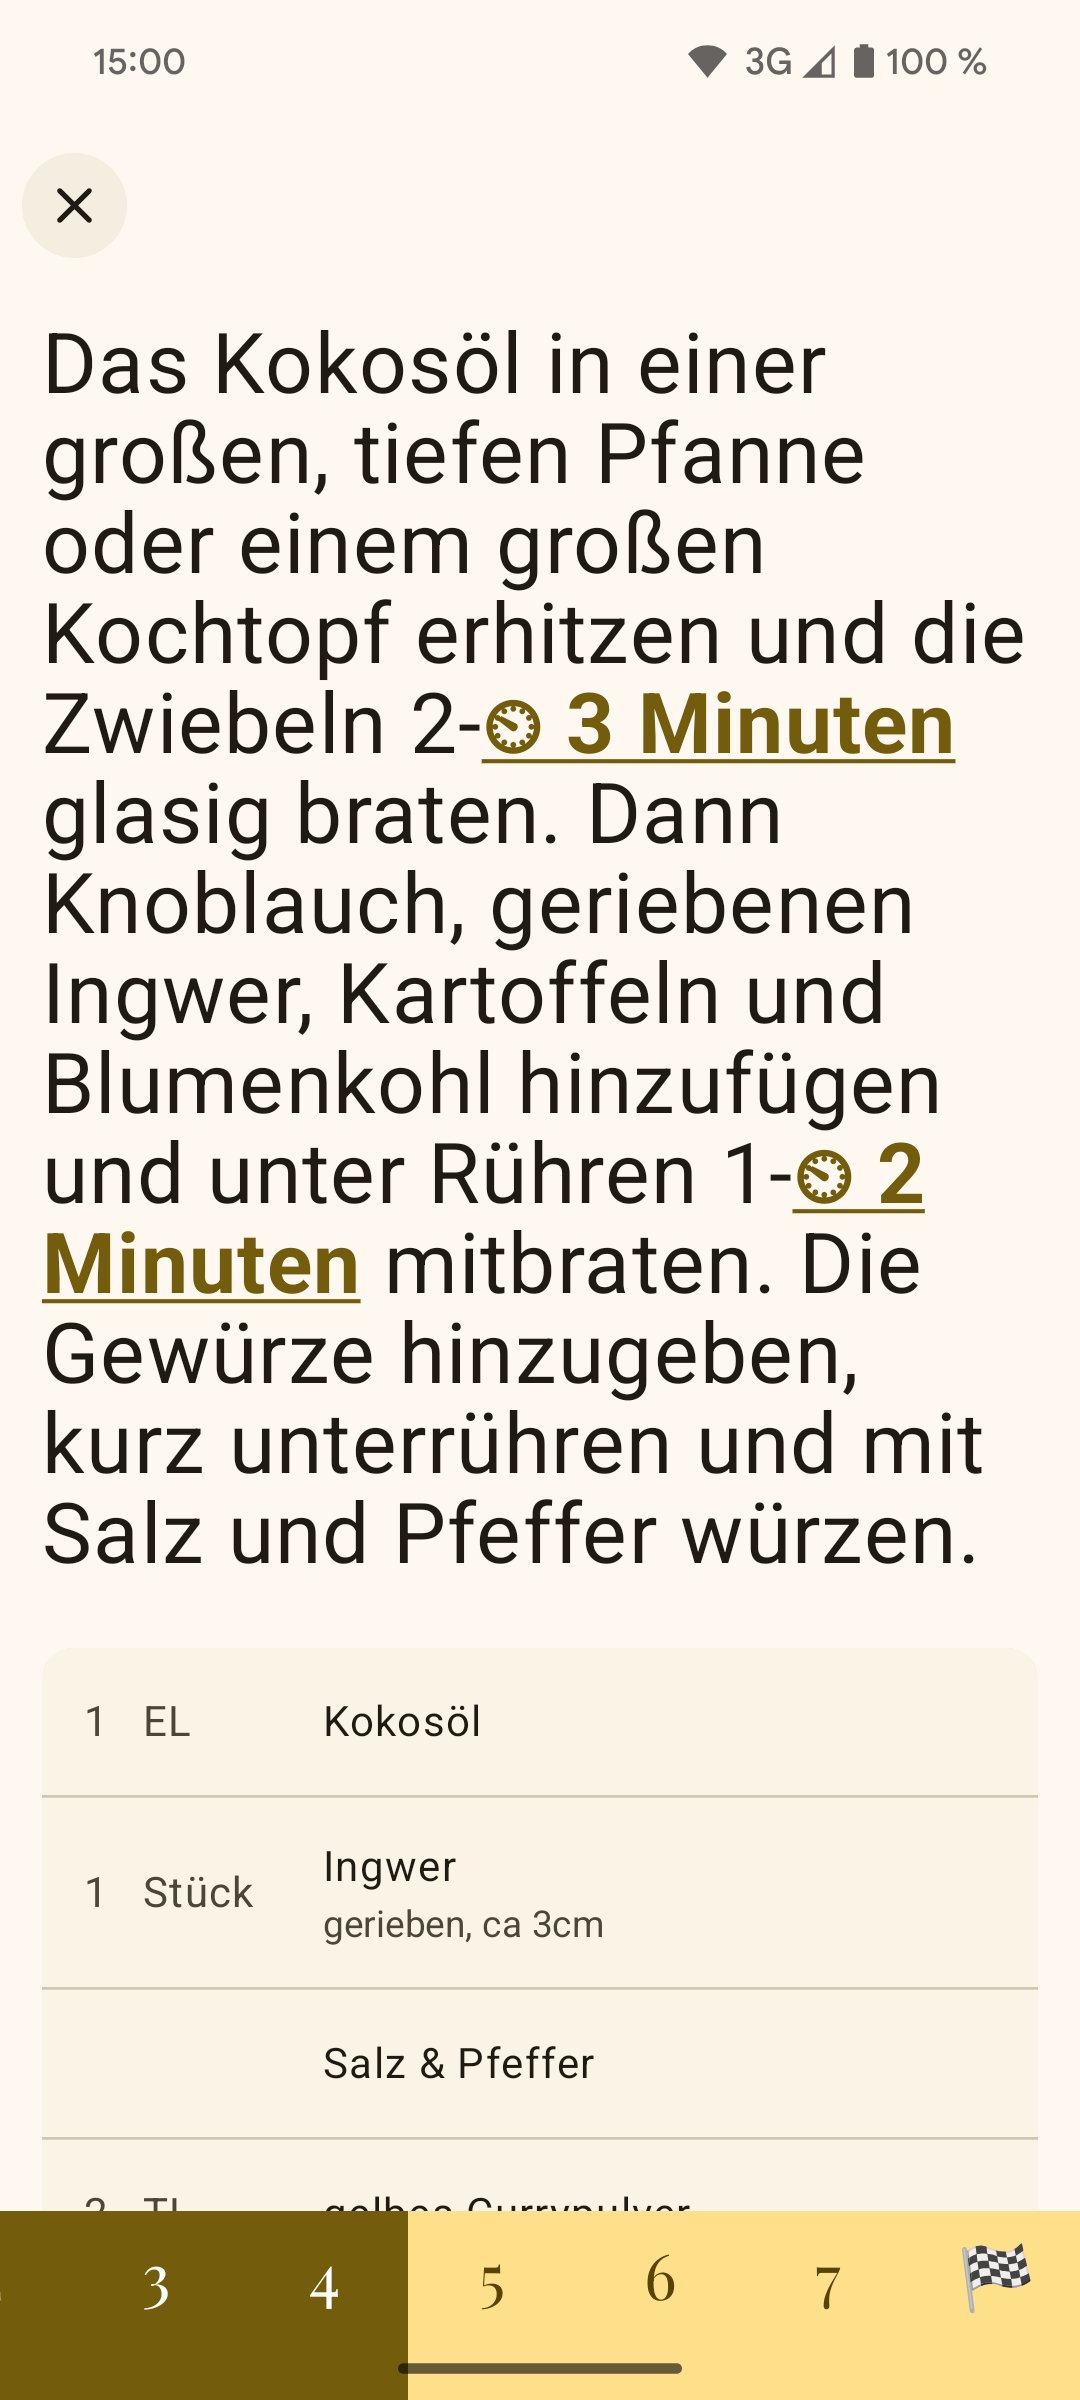 15:00 3G 100 %
Das Kokosöl in einer
großen, tiefen Pfanne
oder einem großen
Kochtopf erhitzen und die
Zwiebeln 2- 3 Minuten
glasig braten. Dann
Knoblauch, geriebenen
Ingwer, Kartoffeln und
Blumenkohl hinzufügen
und unter Rühren 1- 2
Minuten mitbraten. Die
Gewürze hinzugeben,
kurz unterrühren und mit
Salz und Pfeffer würzen.
1 EL Kokosöl
1 Stück Ingwer
gerieben, ca 3cm
Salz & Pfeffer
gelbes Currypulver
3 4 5 6 7